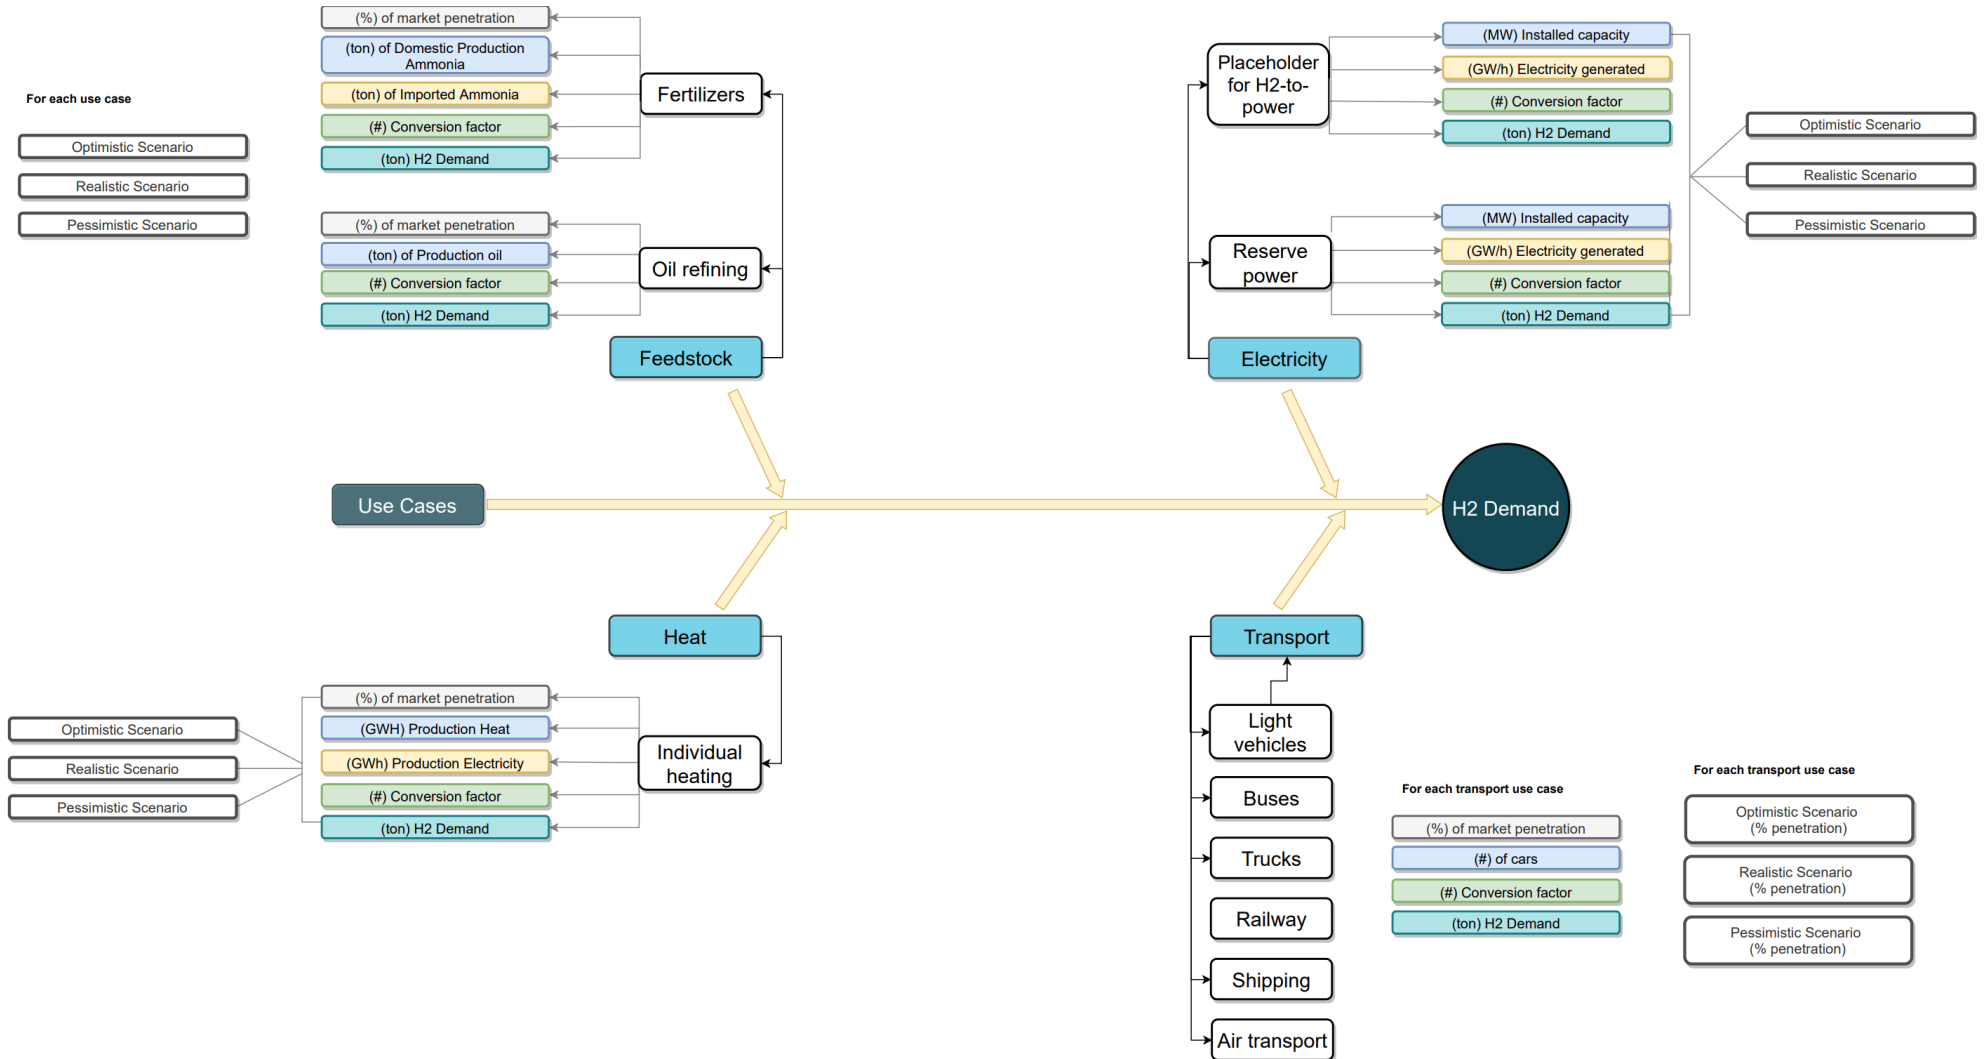 For each use case
Optimistic Scenario
Realistic Scenario
Pessimistic Scenario
(%) of market penetration
(ton) of Domestic Production
Ammonia
(ton) of Imported Ammonia
(#) Conversion factor
(ton) H2 Demand
Fertilizers
(%) of market penetration
(ton) of Production oil
(#) Conversion factor
(ton) H2 Demand
Oil refining
Feedstock
Placeholder
for H2-to-
power
(MW) Installed capacity
(GW/h) Electricity generated
(#) Conversion factor
(ton) H2 Demand
Reserve
power
(MW) Installed capacity
(GW/h) Electricity generated
(#) Conversion factor
(ton) H2 Demand
Optimistic Scenario
Realistic Scenario
Pessimistic Scenario
Electricity
Use Cases
H2 Demand
Heat
Optimistic Scenario
Realistic Scenario
Pessimistic Scenario
(%) of market penetration
(GWH) Production Heat
(GWh) Production Electricity
(#) Conversion factor
(ton) H2 Demand
Individual
heating
Transport
Light
vehicles
Buses
Trucks
Railway
Shipping
Air transport
For each transport use case
(%) of market penetration
(#) of cars
(#) Conversion factor
(ton) H2 Demand
For each transport use case
Optimistic Scenario
(% penetration)
Realistic Scenario
(% penetration)
Pessimistic Scenario
(% penetration)